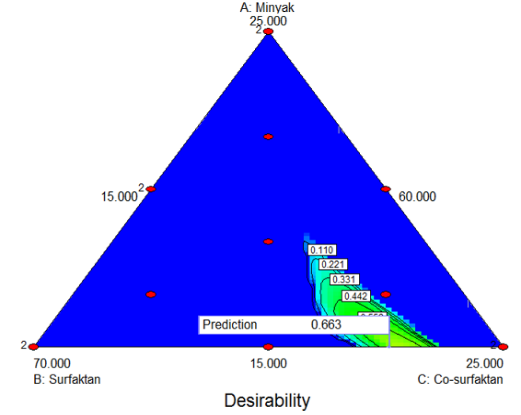 A: Minyak
25.000
2
15.000
2
60.000
0.110
0.221
0.331
0.442
Prediction 0.663
2
2
70.000
15.000
25.000
B: Surfaktan
C: Co-surfaktan
Desirability